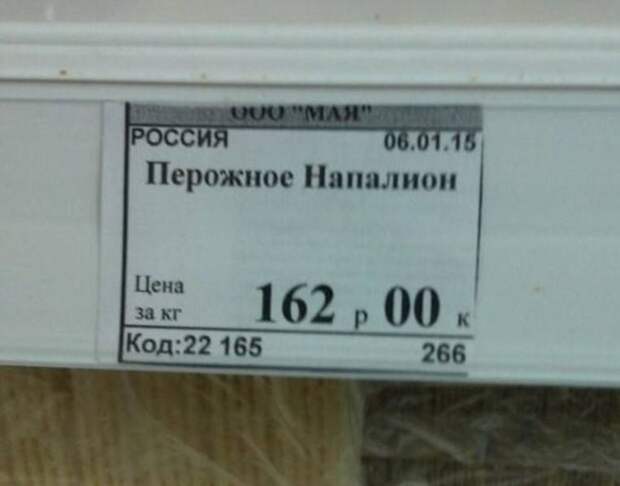 ООО "МАЯ"
РОССИЯ 06.01.15
Перожное Напалион
Цена за кг 162 р 00 к
Код:22 165 266